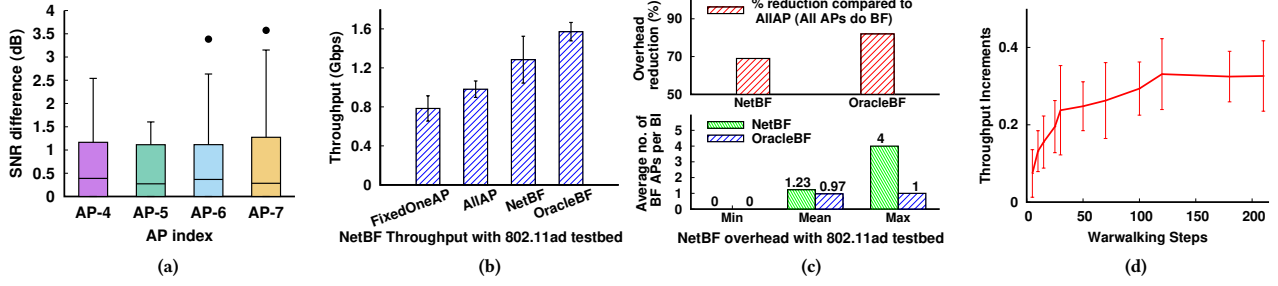 SNR difference (dB)
4
3.5
3
2.5
2
1.5
1
0.5
0
AP-4 AP-5 AP-6 AP-7
AP index
(a)
Throughput (Gbps)
1.6
1.2
0.8
0.4
0
FixedOneAP AllAP NetBF OracleBF
NetBF Throughput with 802.11ad testbed
(b)
Overhead
reduction (%)
90
70
50
% reduction compared to
AllAP (All APs do BF)
NetBF OracleBF
Average no. of
BF APs per BI
5
4
3
2
1
0
NetBF
OracleBF
0 0 1.23 0.97 4 1
Min Mean Max
NetBF overhead with 802.11ad testbed
(c)
Throughput Increments
0.4
0.2
0
0 50 100 150 200
Warwalking Steps
(d)